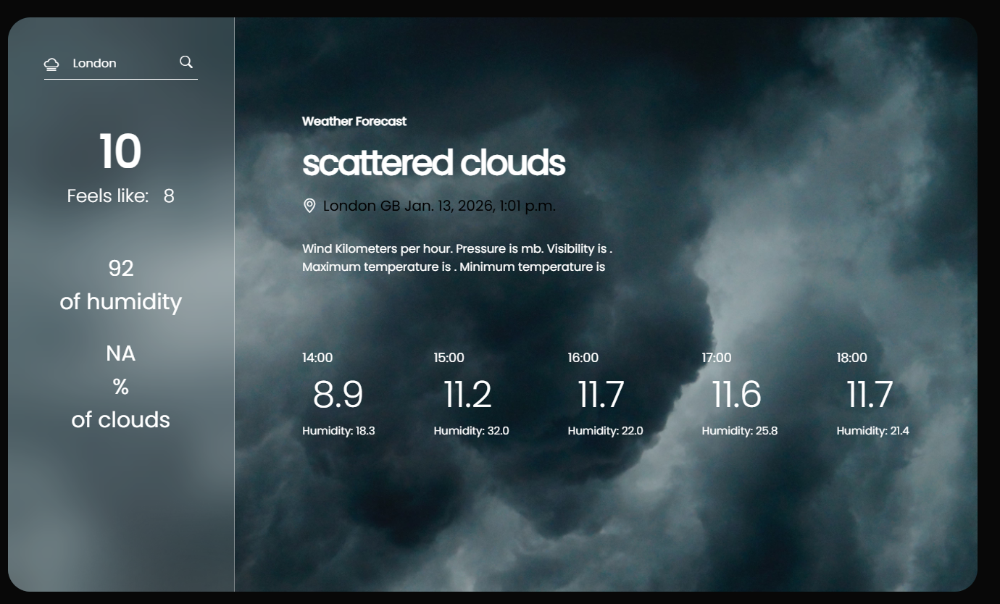 London
10
Feels like: 8
92
of humidity
NA
%
of clouds
Weather Forecast
scattered clouds
London GB Jan. 13, 2026, 1:01 p.m.
Wind Kilometers per hour. Pressure is mb. Visibility is .
Maximum temperature is . Minimum temperature is
14:00 15:00 16:00 17:00 18:00
8.9 11.2 11.7 11.6 11.7
Humidity: 18.3 Humidity: 32.0 Humidity: 22.0 Humidity: 25.8 Humidity: 21.4